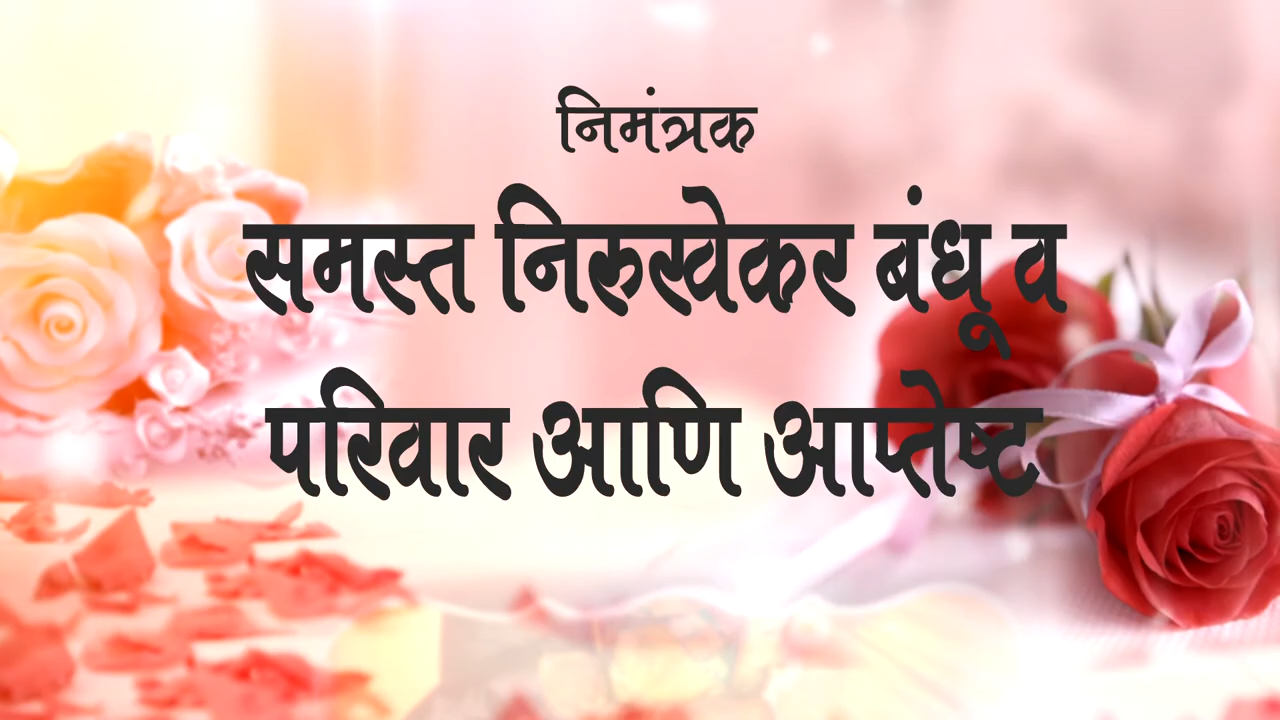 निमंत्रक
समस्त निरुखेकर बंधू व
परिवार आणि आप्तेष्ट